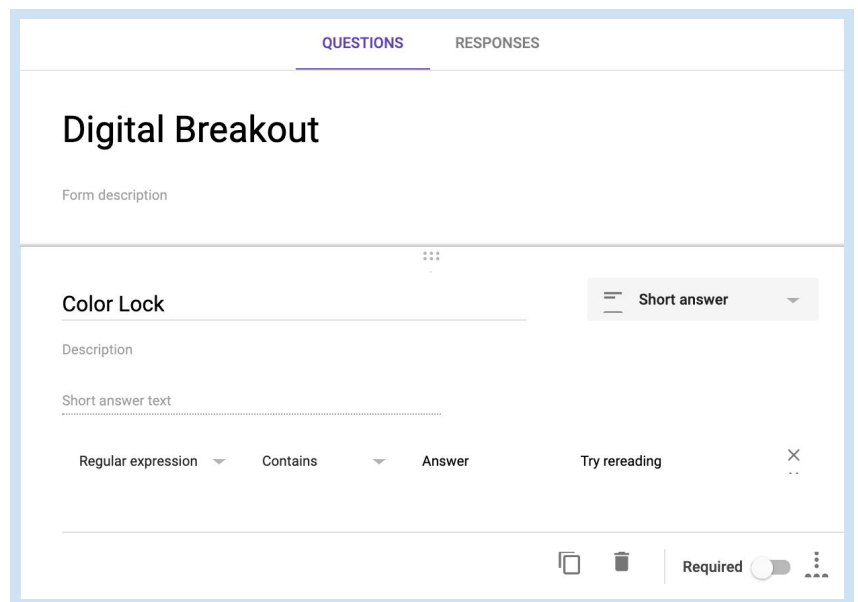 QUESTIONS RESPONSES
Digital Breakout
Form description
Color Lock Short answer
Description
Short answer text
Regular expression Contains Answer Try rereading
Required